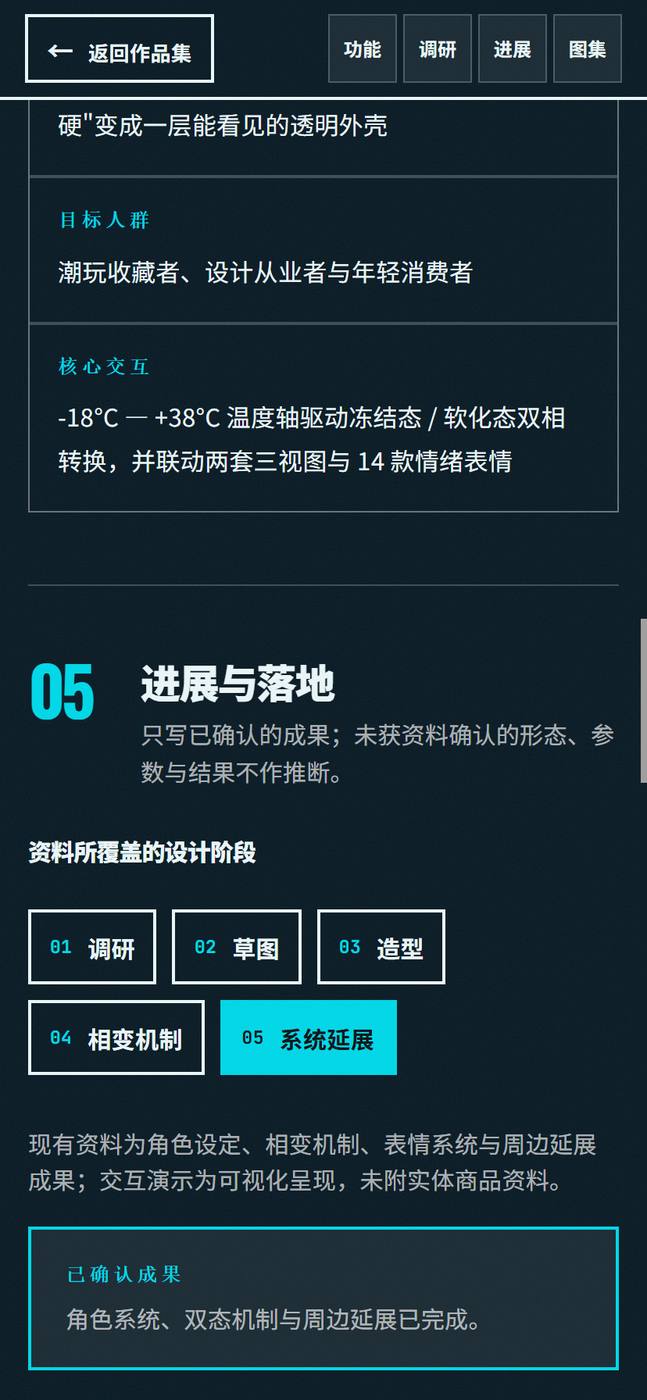 ← 返回作品集
功能
调研
进展
图集
硬"变成一层能看见的透明外壳
目标人群
潮玩收藏者、设计从业者与年轻消费者
核心交互
-18°C — +38°C 温度轴驱动冻结态 / 软化态双相
转换，并联动两套三视图与 14 款情绪表情
05
进展与落地
只写已确认的成果；未获资料确认的形态、参
数与结果不作推断。
资料所覆盖的设计阶段
01 调研
02 草图
03 造型
04 相变机制
05 系统延展
现有资料为角色设定、相变机制、表情系统与周边延展
成果；交互演示为可视化呈现，未附实体商品资料。
已确认成果
角色系统、双态机制与周边延展已完成。